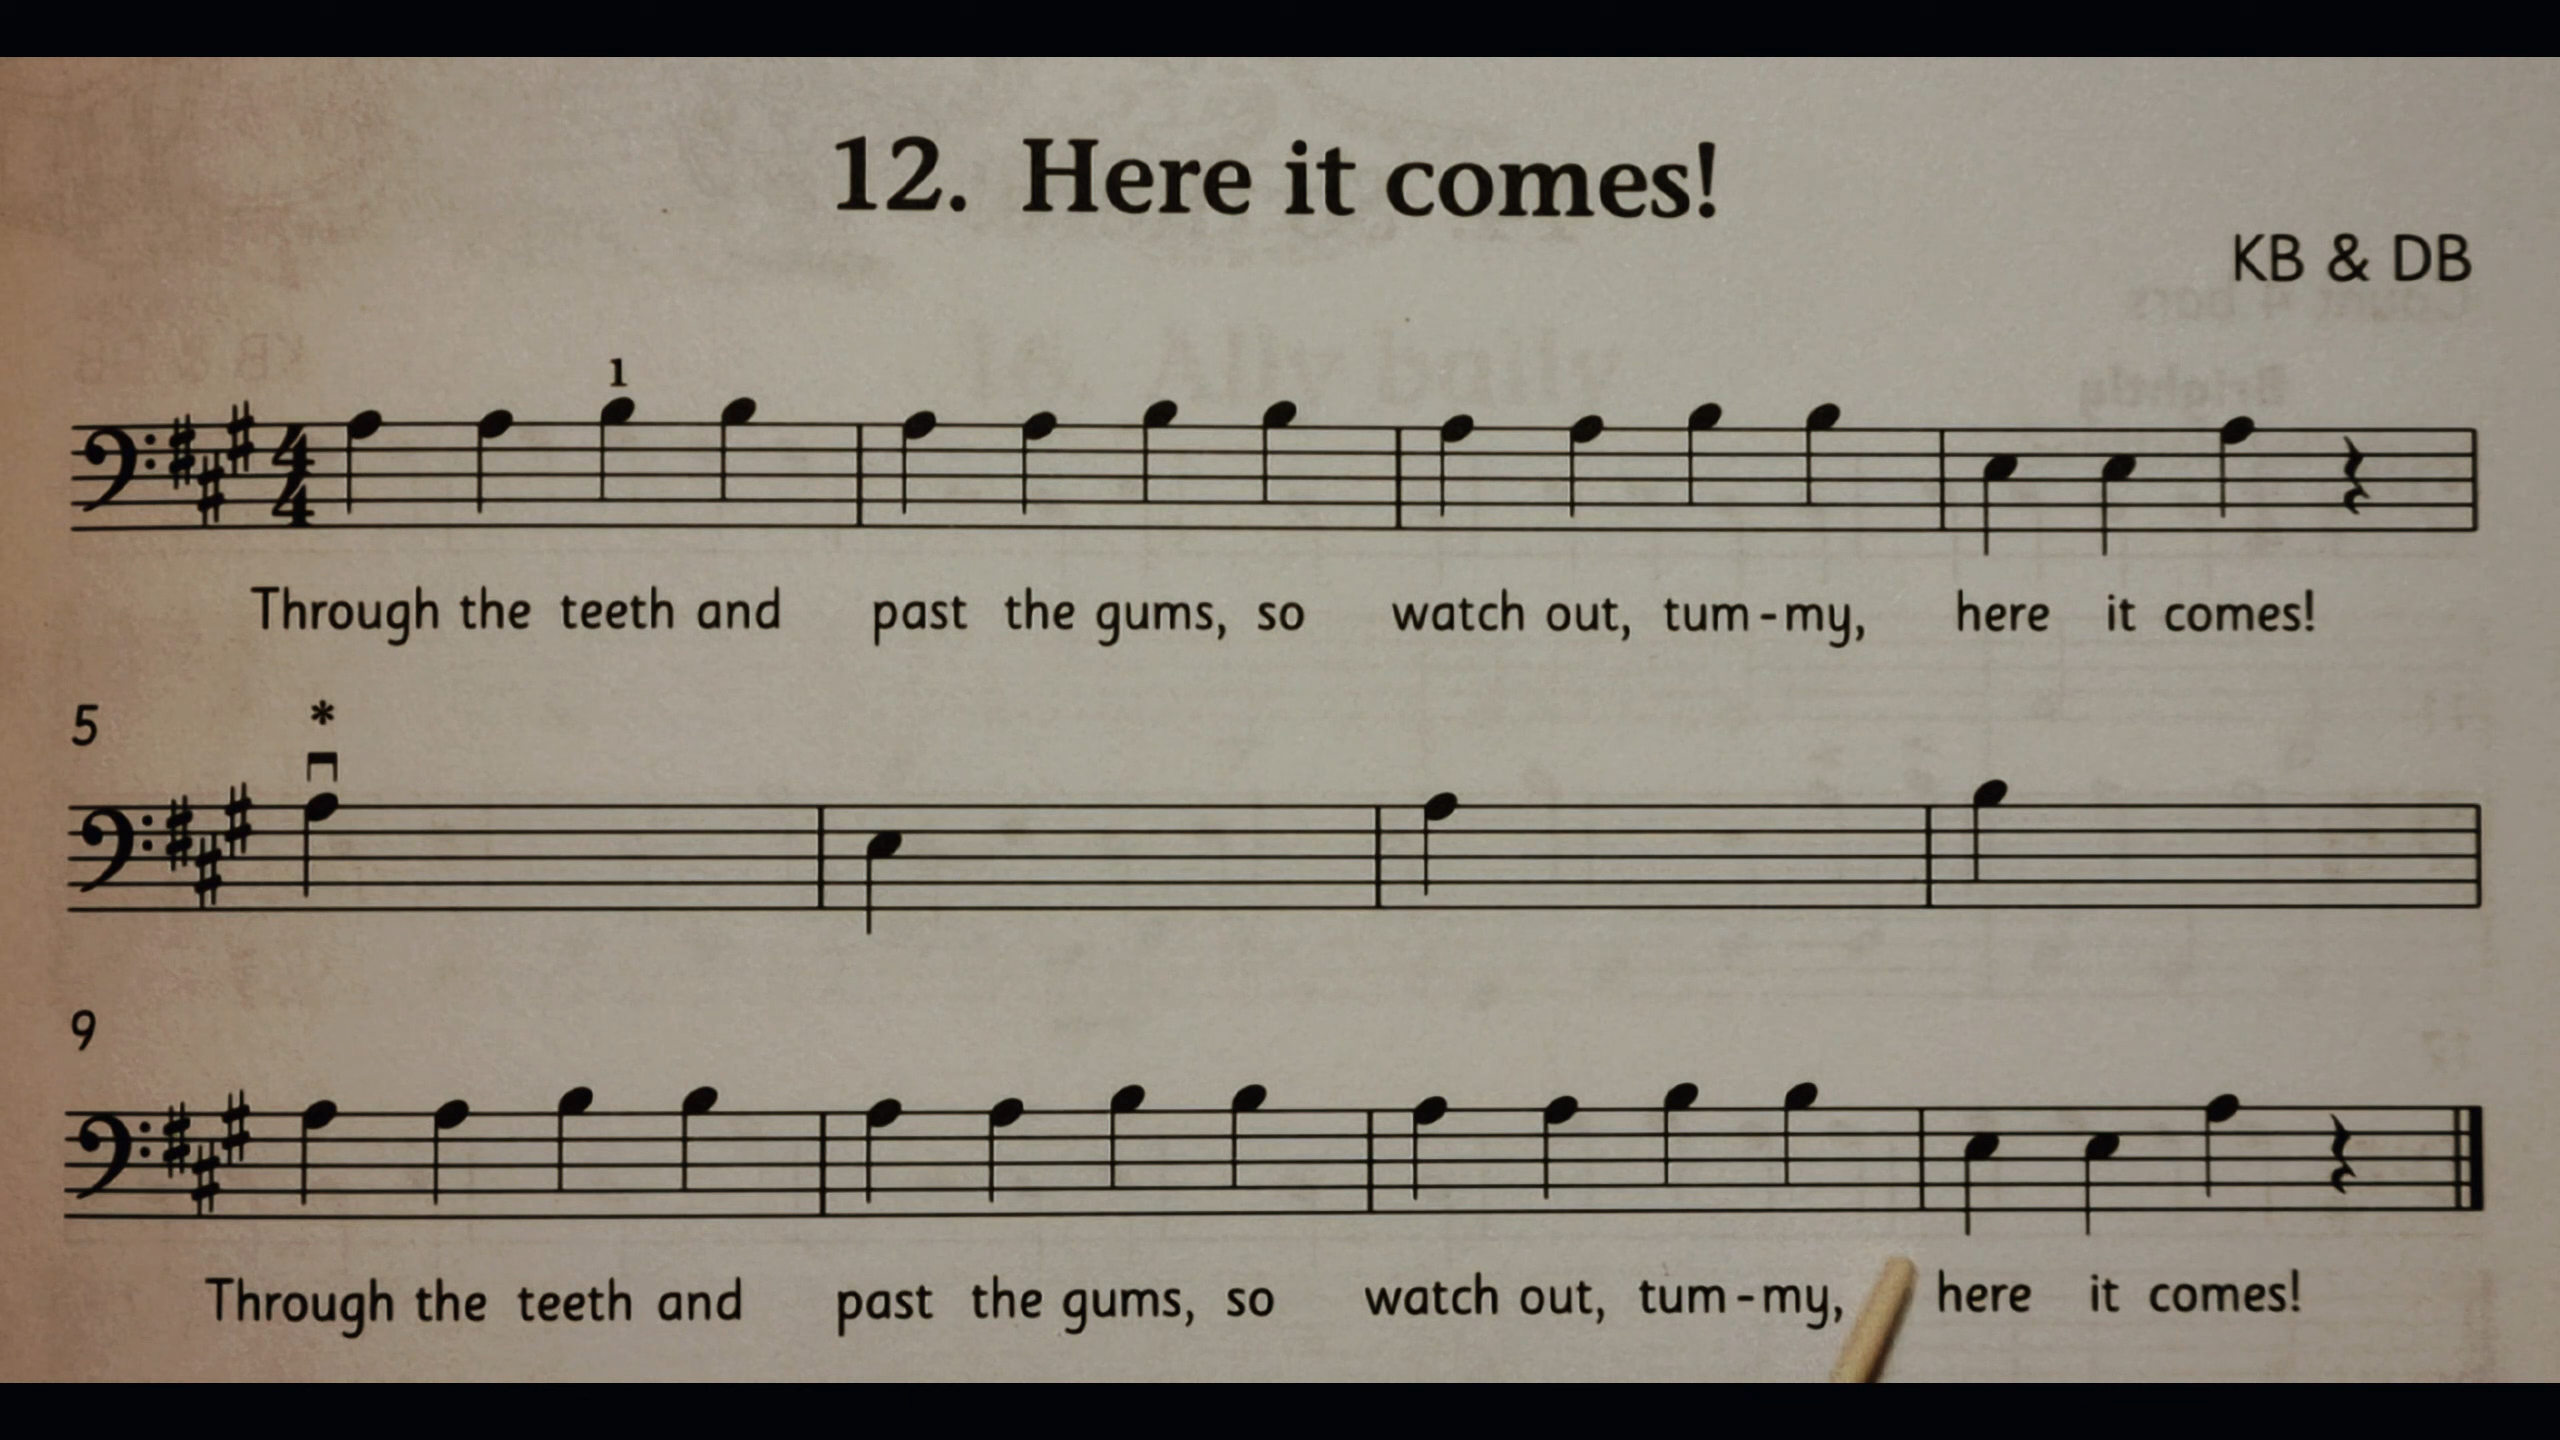 12. Here it comes!
KB & DB
1
Through the teeth and past the gums, so watch out, tum-my, here it comes!
5
*
9
Through the teeth and past the gums, so watch out, tum-my, here it comes!